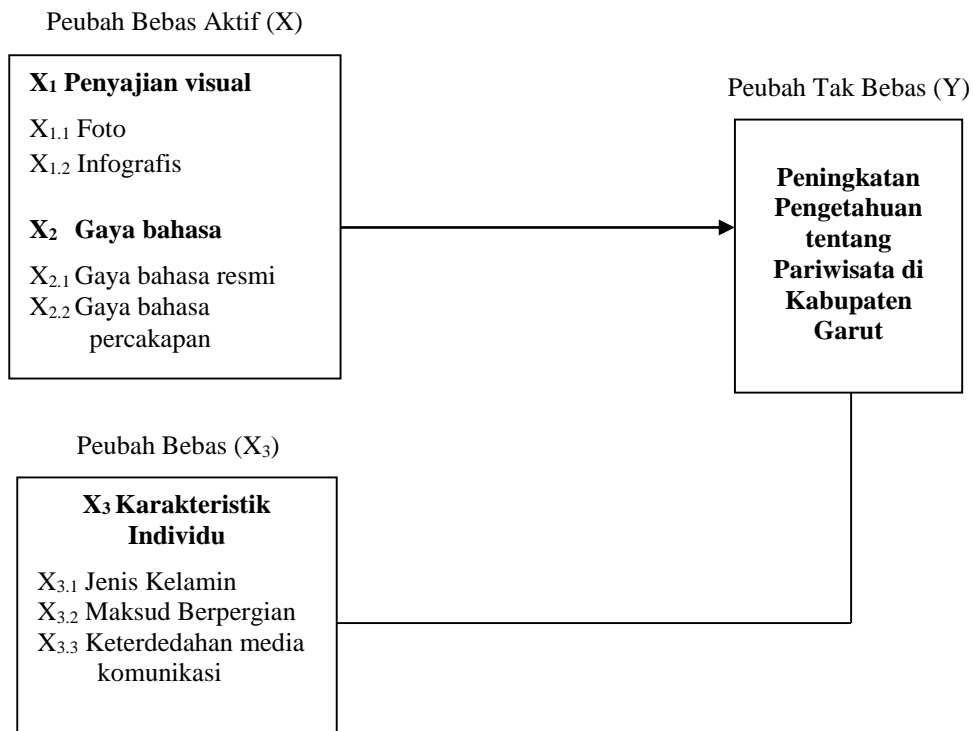 Peubah Bebas Aktif (X)
X1 Penyajian visual
X1.1 Foto
X1.2 Infografis
X2 Gaya bahasa
X2.1 Gaya bahasa resmi
X2.2 Gaya bahasa
percakapan
Peubah Tak Bebas (Y)
Peningkatan
Pengetahuan
tentang
Pariwisata di
Kabupaten
Garut
Peubah Bebas (X3)
X3 Karakteristik
Individu
X3.1 Jenis Kelamin
X3.2 Maksud Berpergian
X3.3 Keterdedahan media
komunikasi